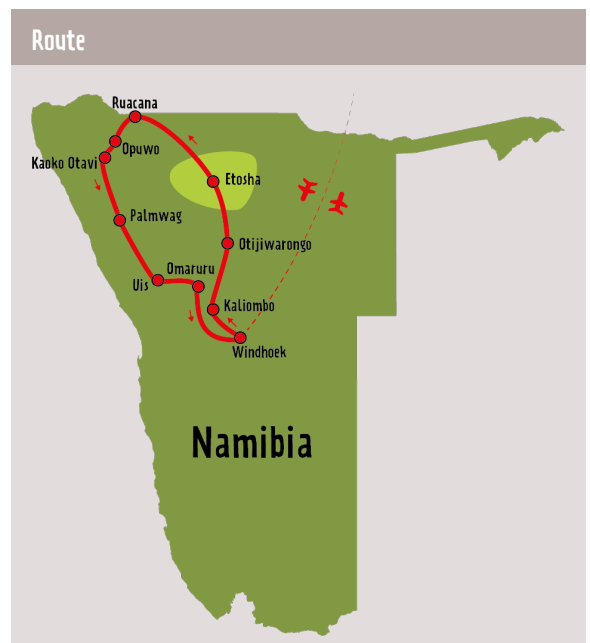 Route
Ruacana
Opuwo
Kaoko Otavi
Etosha
Palmwag
Otijiwarongo
Omaruru
Uis
Kaliombo
Windhoek
Namibia